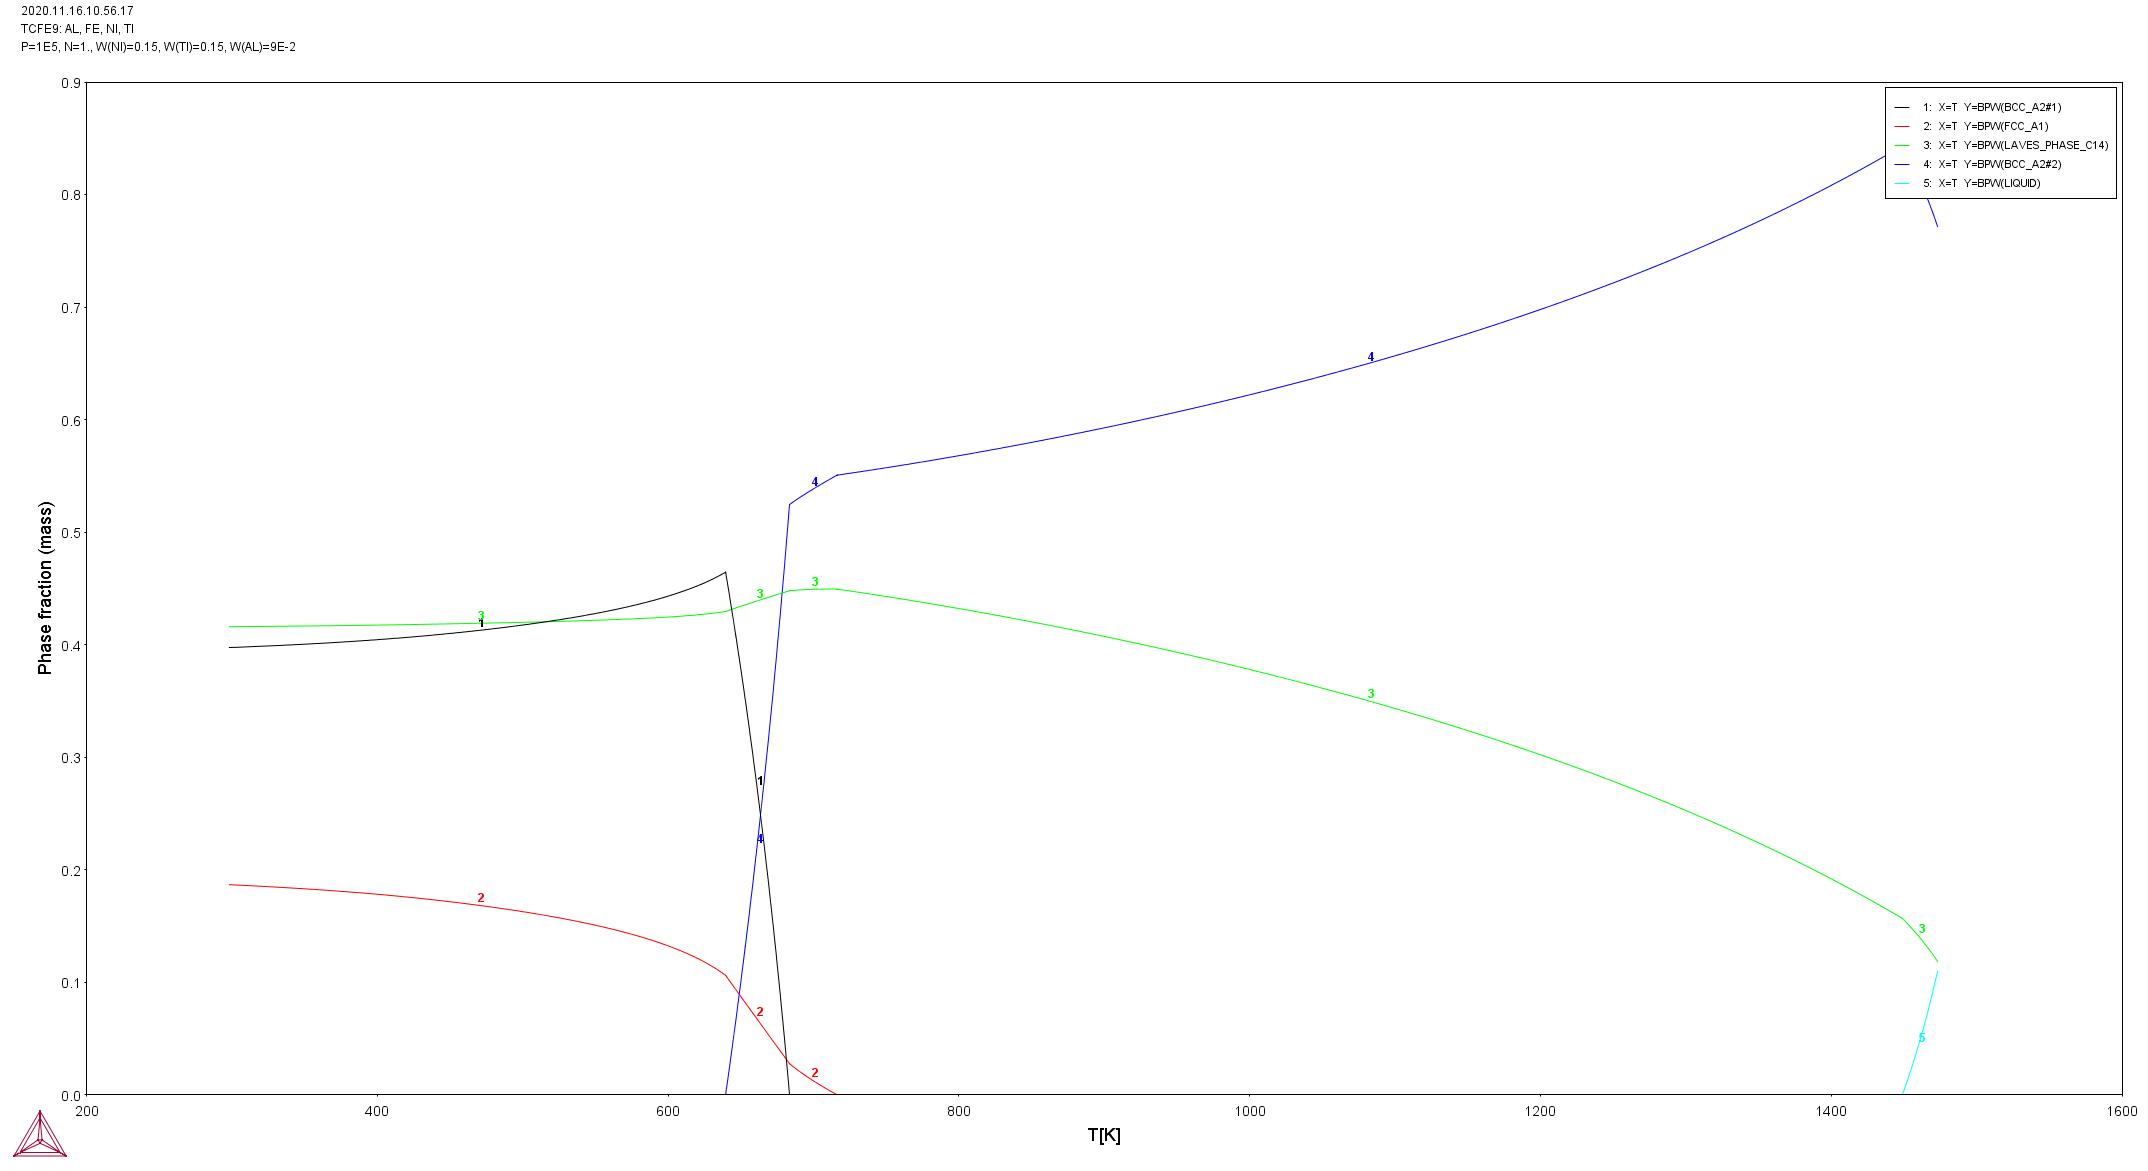 2020.11.16.10.56.17
TCFE9: AL, FE, NI, TI
P=1E5, N=1., W(NI)=0.15, W(TI)=0.15, W(AL)=9E-2
0.9
1: X=T Y=BPW(BCC_A2#1)
2: X=T Y=BPW(FCC_A1)
3: X=T Y=BPW(LAVES_PHASE_C14)
4: X=T Y=BPW(BCC_A2#2)
5: X=T Y=BPW(LIQUID)
0.8
0.7
4
0.6
4
Phase fraction (mass)
0.5
3
3
3
1
0.4
3
0.3
1
4
0.2
2
3
0.1
2
5
2
0.0
200 400 600 800 1000 1200 1400 1600
T[K]